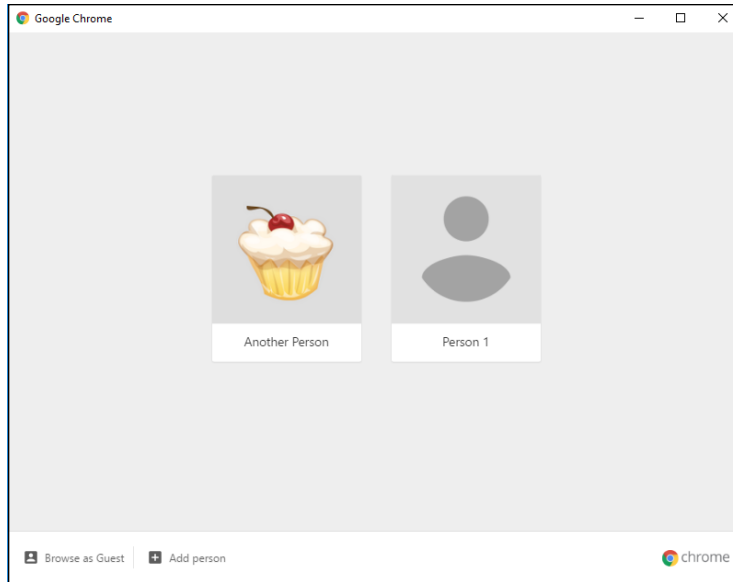 Google Chrome
Another Person
Person 1
Browse as Guest
Add person
chrome